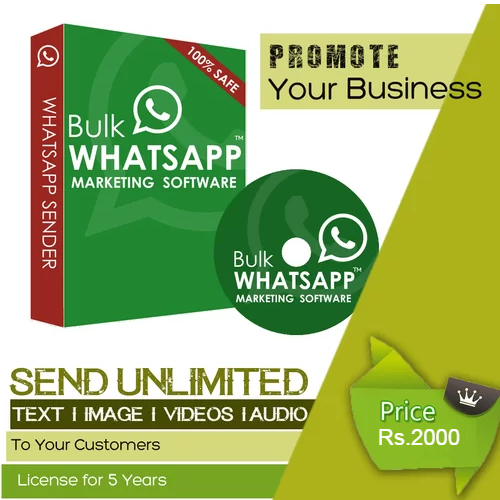 PROMOTE
Your Business
100% SAFE
WHATSAPP SENDER
Bulk
WHATSAPP™
MARKETING SOFTWARE
Bulk
WHATSAPP™
MARKETING SOFTWARE
SEND UNLIMITED
TEXT I IMAGE I VIDEOS I AUDIO
To Your Customers
License for 5 Years
Price
Rs.2000